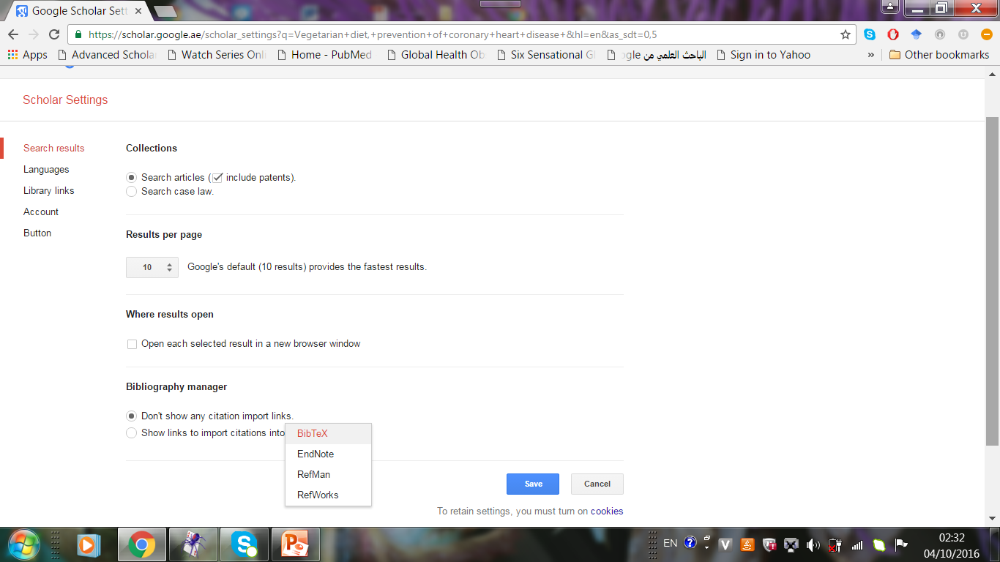 Google Scholar Set
https://scholar.google.ae/scholar_settings?q=Vegetarian+diet,+prevention+of+coronary+heart+disease+&hl=en&as_sdt=0,5
Apps
Advanced Schola
Watch Series Onl
Home - PubMed
Global Health Ob
Six Sensational Gl
ogle الباحث العلمي من
Sign in to Yahoo
»
Other bookmarks
Scholar Settings
Search results
Languages
Library links
Account
Button
Collections
Search articles (include patents).
Search case law.
Results per page
10 Google's default (10 results) provides the fastest results.
Where results open
Open each selected result in a new browser window
Bibliography manager
Don't show any citation import links.
Show links to import citations into
BibTeX
EndNote
RefMan
RefWorks
Save Cancel
To retain settings, you must turn on cookies
EN
02:32
04/10/2016